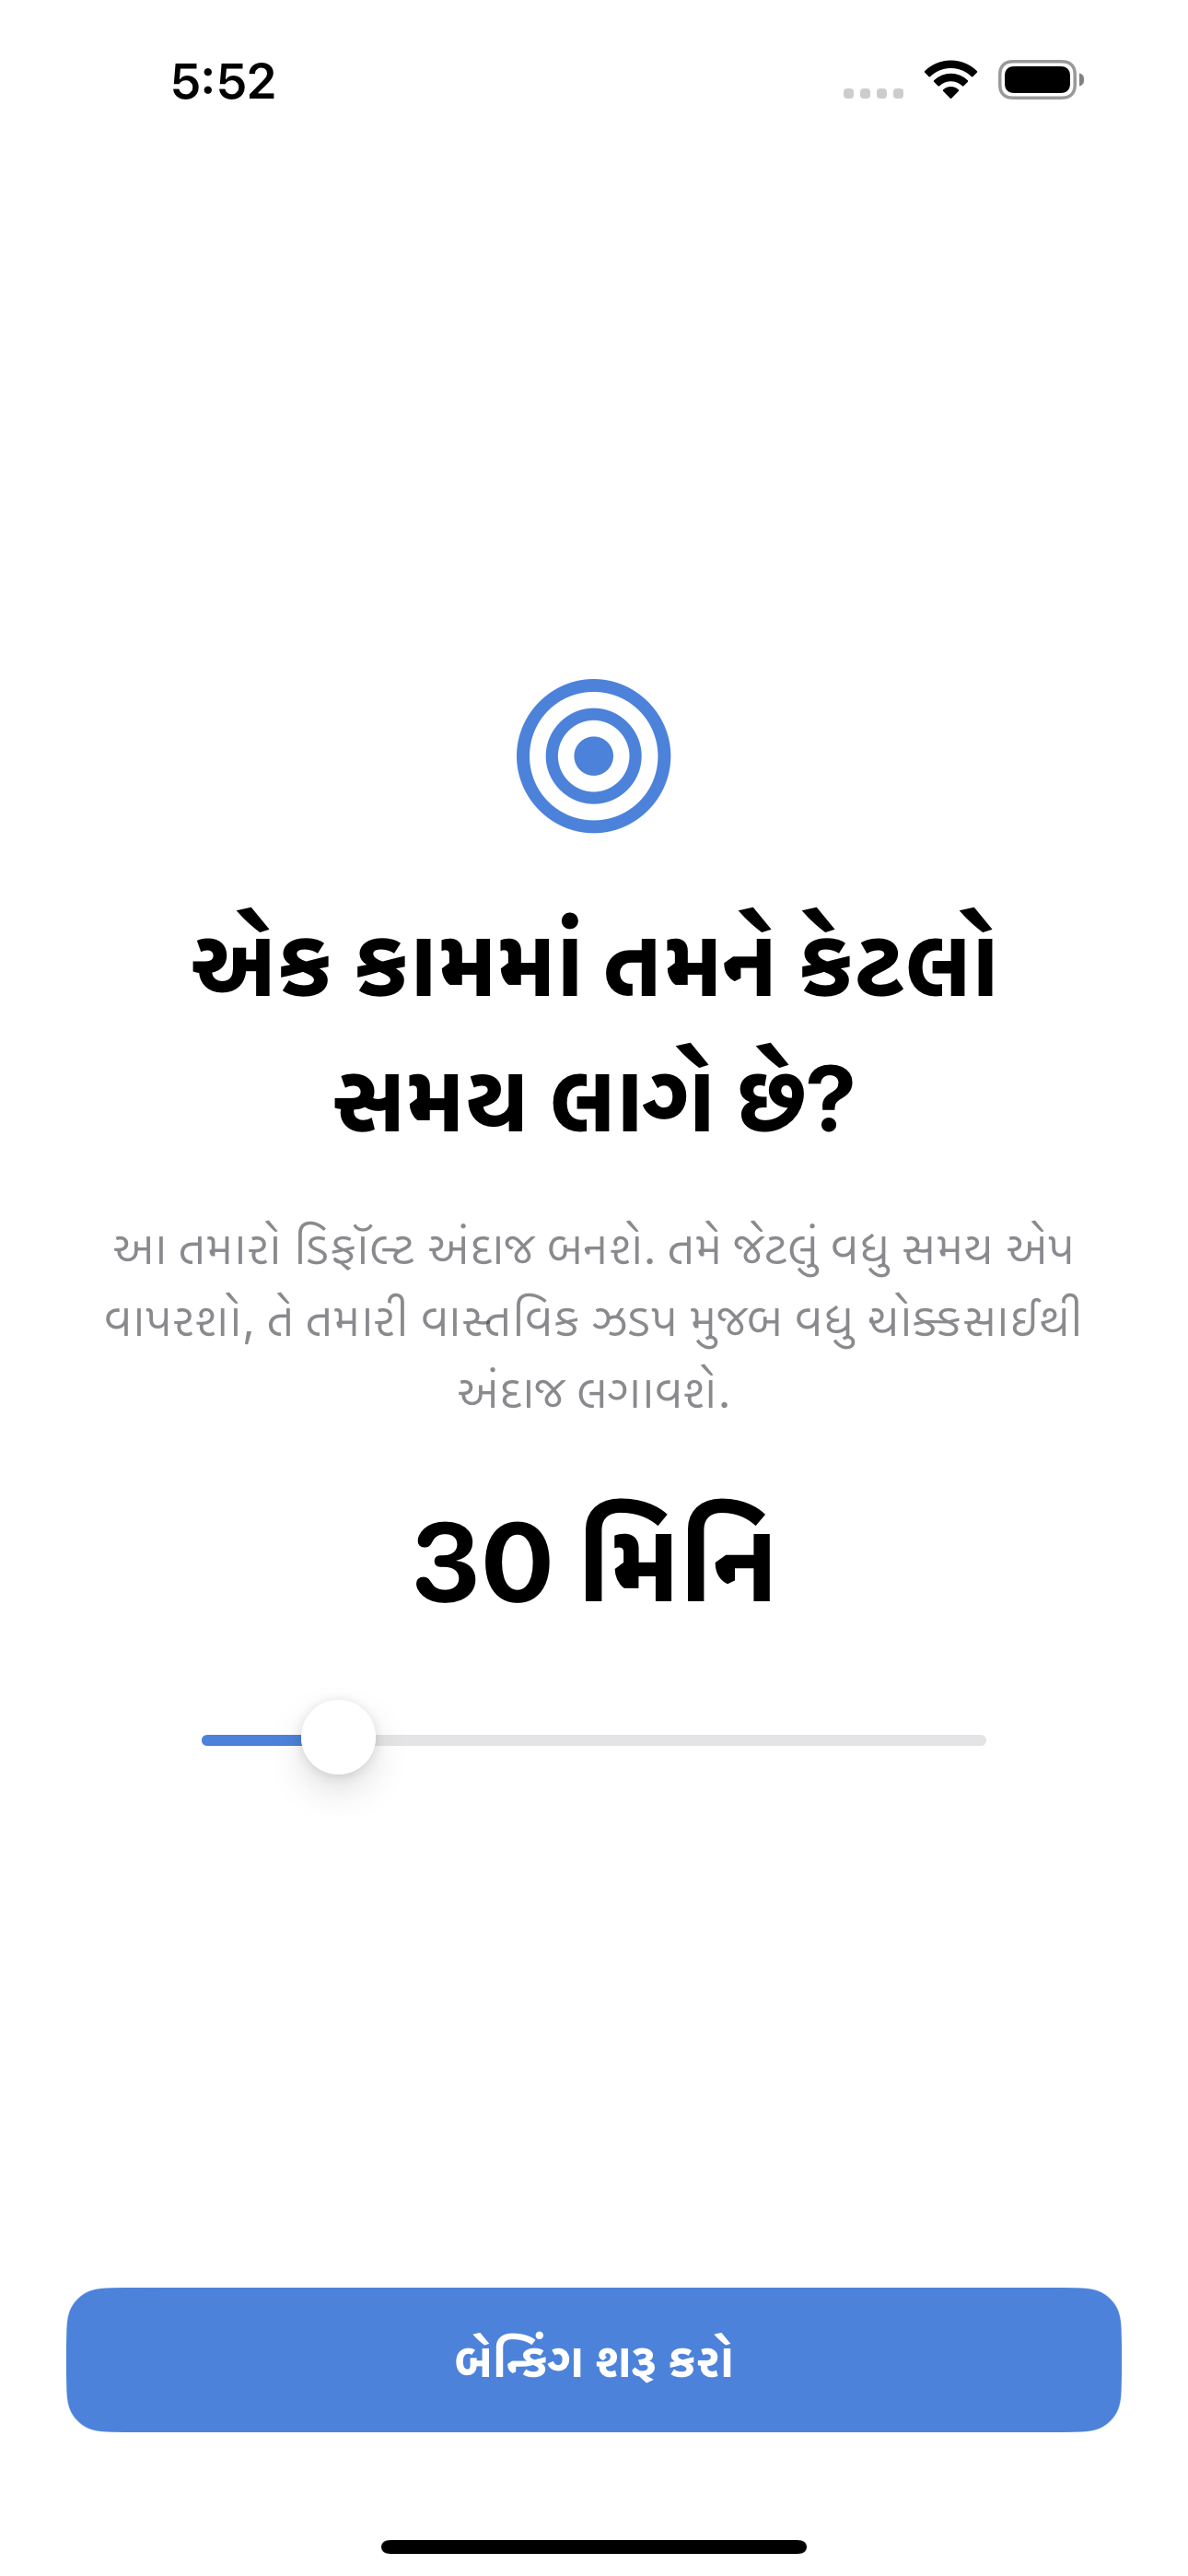 5:52
એક કામમાં તમને કેટલો
સમય લાગે છે?
આ તમારો ડિફૉલ્ટ અંદાજ બનશે. તમે જેટલું વધુ સમય એપ
વાપરશો, તે તમારી વાસ્તવિક ઝડપ મુજબ વધુ ચોક્કસાઈથી
અંદાજ લગાવશે.
30 મિનિ
બેન્કિંગ શરૂ કરો